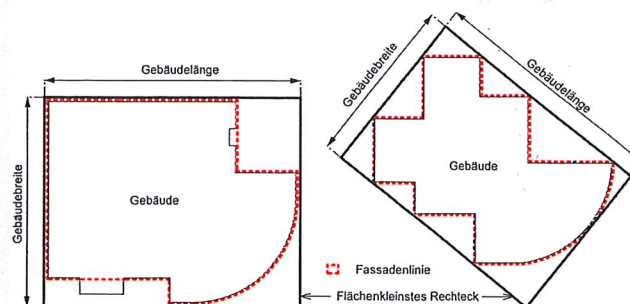 Gebäudelänge
Gebäudebreite
Gebäude
Gebäudebreite
Gebäudelänge
Gebäude
Fassadenlinie
Flächenkleinstes Rechteck